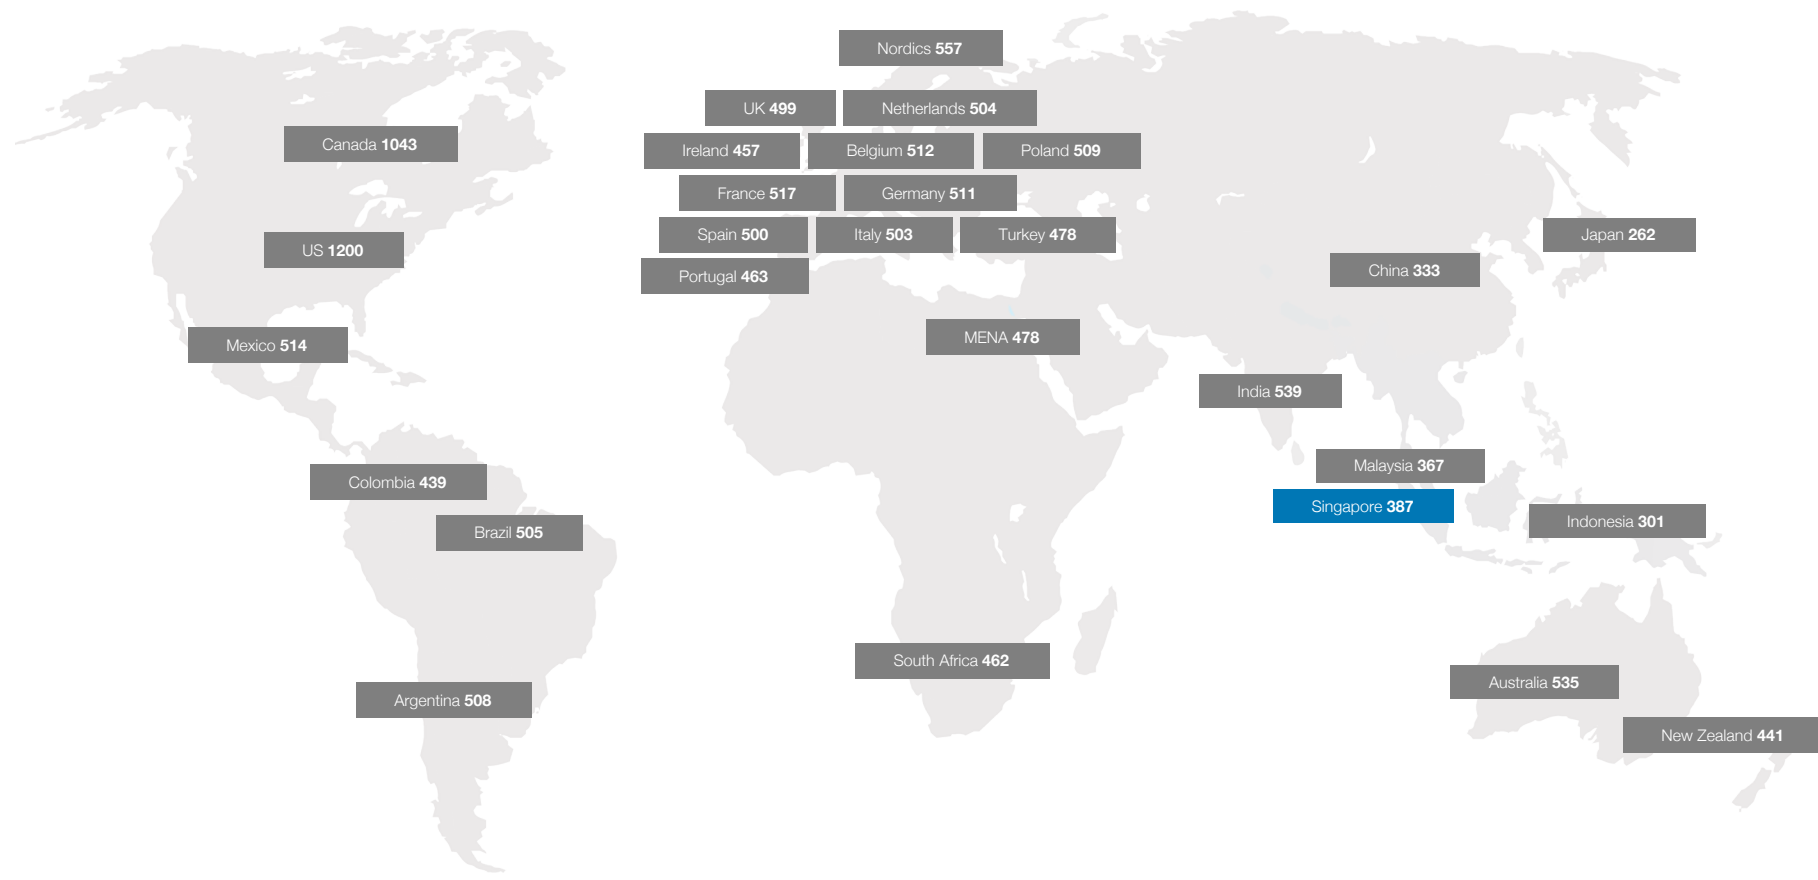 Nordics 557
UK 499
Netherlands 504
Canada 1043
Ireland 457
Belgium 512
Poland 509
France 517
Germany 511
US 1200
Spain 500
Italy 503
Turkey 478
Japan 262
Portugal 463
China 333
Mexico 514
MENA 478
India 539
Colombia 439
Malaysia 367
Singapore 387
Brazil 505
Indonesia 301
South Africa 462
Argentina 508
Australia 535
New Zealand 441